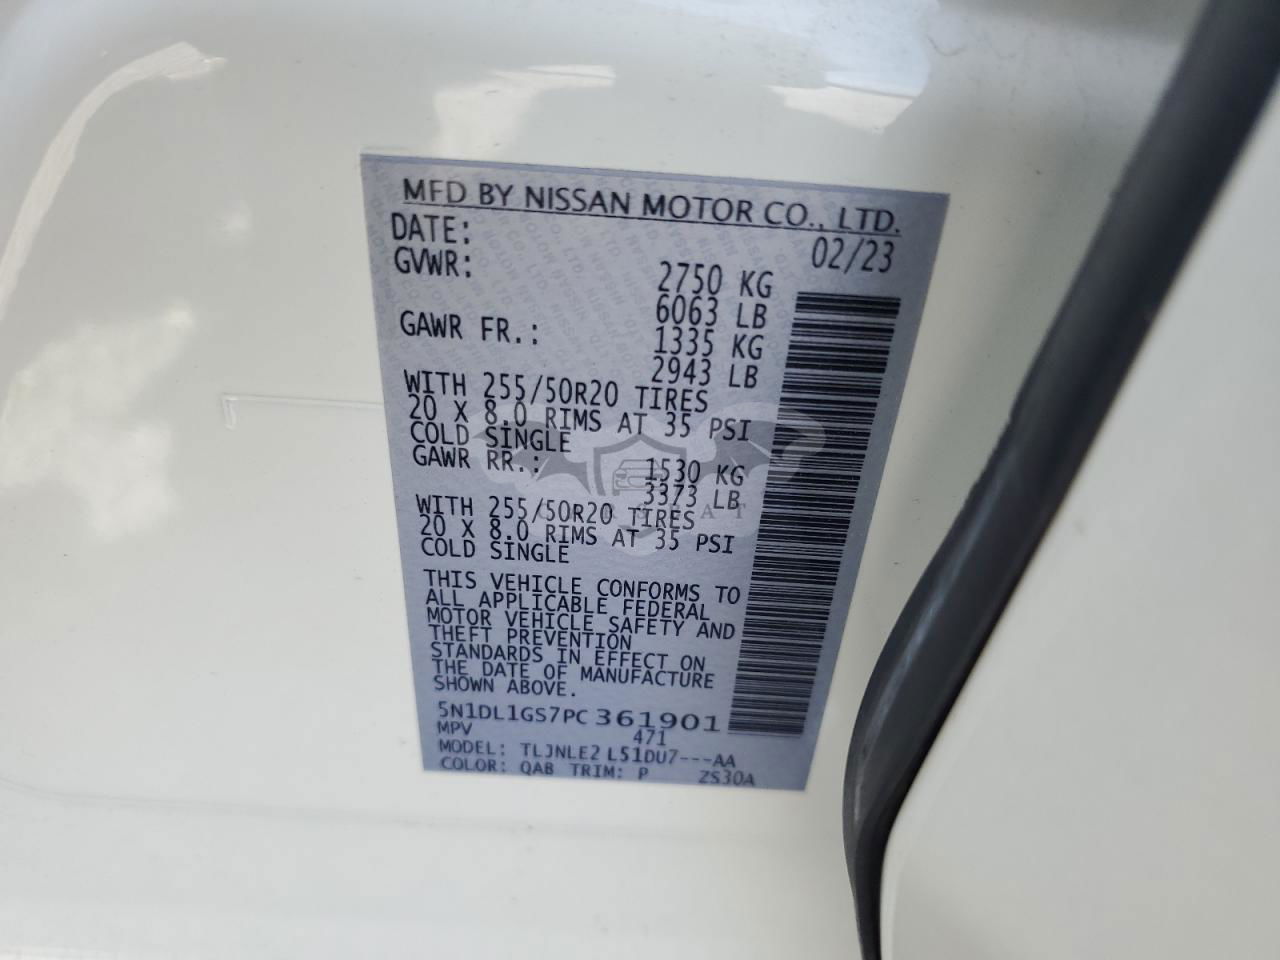 MFD BY NISSAN MOTOR CO., LTD.
DATE: 02/23
GVWR: 2750 KG
6063 LB
GAWR FR.: 1335 KG
2943 LB
WITH 255/50R20 TIRES
20 X 8.0 RIMS AT 35 PSI
COLD SINGLE
GAWR RR.: 1530 KG
3373 LB
WITH 255/50R20 TIRES
20 X 8.0 RIMS AT 35 PSI
COLD SINGLE
THIS VEHICLE CONFORMS TO
ALL APPLICABLE FEDERAL
MOTOR VEHICLE SAFETY AND
THEFT PREVENTION
STANDARDS IN EFFECT ON
THE DATE OF MANUFACTURE
SHOWN ABOVE.
5N1DL1GS7PC361901
MPV 471
MODEL: TLJNLE2 L51DU7---AA
COLOR: QAB TRIM: P ZS30A